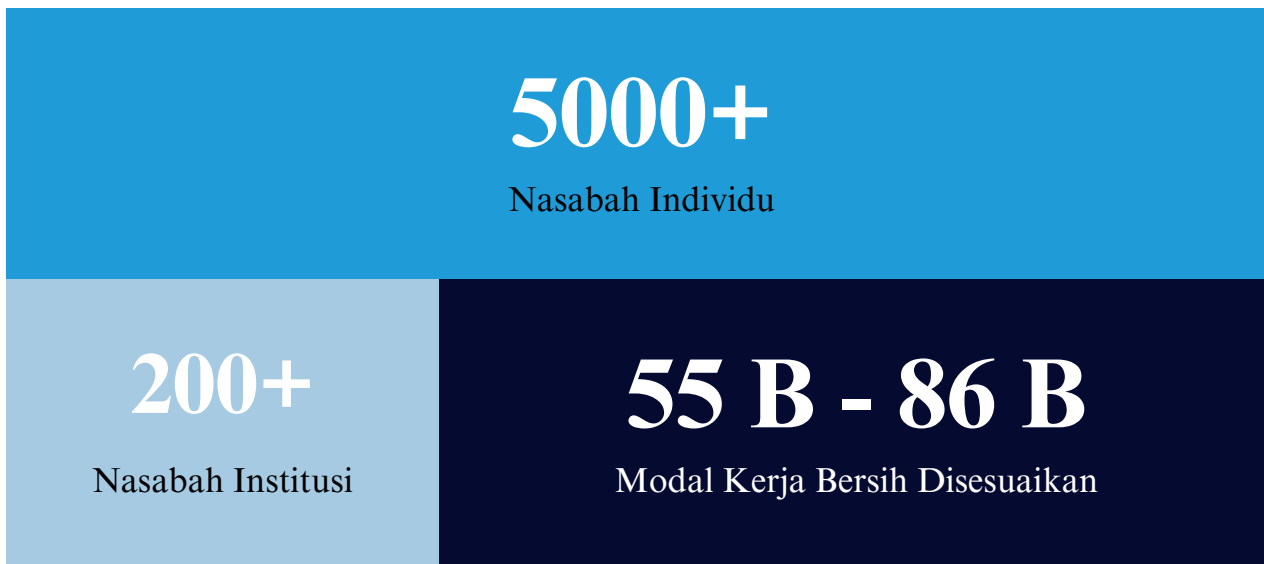 5000+
Nasabah Individu
200+
Nasabah Institusi
55 B - 86 B
Modal Kerja Bersih Disesuaikan